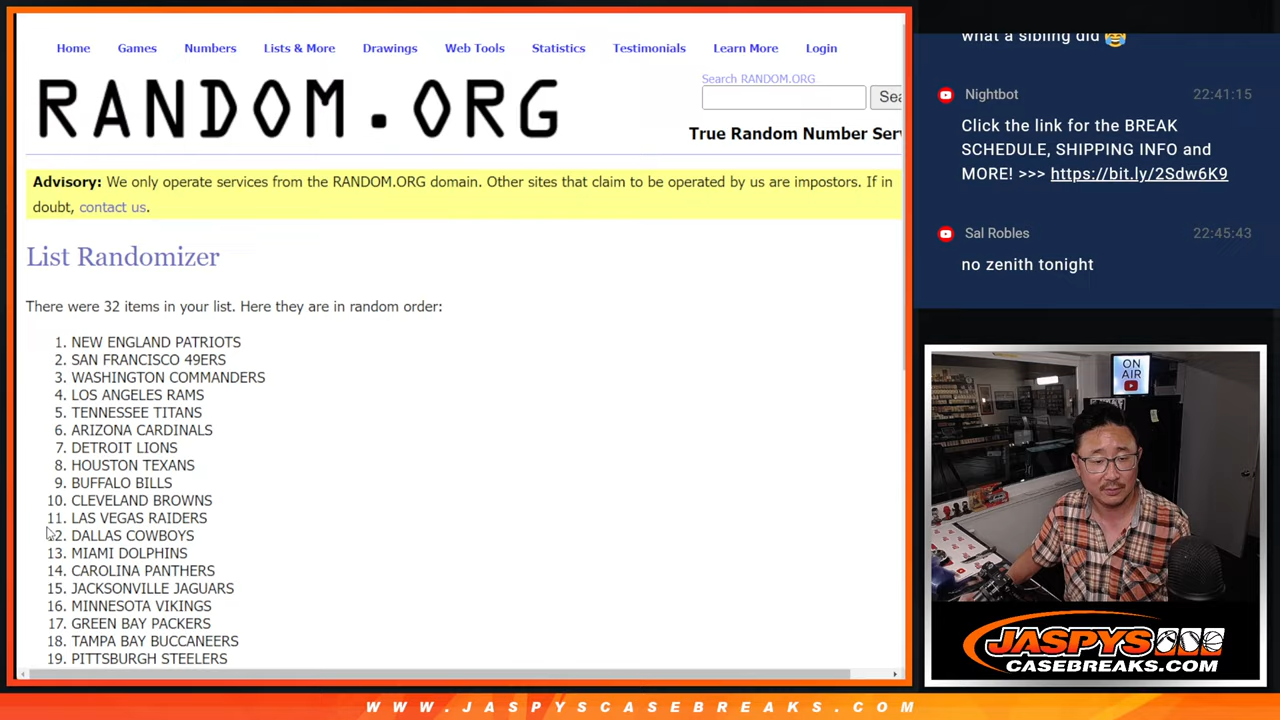 Home Games Numbers Lists & More Drawings Web Tools Statistics Testimonials Learn More Login
RANDOM.ORG
Search RANDOM.ORG
Sea
True Random Number Serv
Advisory: We only operate services from the RANDOM.ORG domain. Other sites that claim to be operated by us are impostors. If in
doubt, contact us.
List Randomizer
There were 32 items in your list. Here they are in random order:
1. NEW ENGLAND PATRIOTS
2. SAN FRANCISCO 49ERS
3. WASHINGTON COMMANDERS
4. LOS ANGELES RAMS
5. TENNESSEE TITANS
6. ARIZONA CARDINALS
7. DETROIT LIONS
8. HOUSTON TEXANS
9. BUFFALO BILLS
10. CLEVELAND BROWNS
11. LAS VEGAS RAIDERS
12. DALLAS COWBOYS
13. MIAMI DOLPHINS
14. CAROLINA PANTHERS
15. JACKSONVILLE JAGUARS
16. MINNESOTA VIKINGS
17. GREEN BAY PACKERS
18. TAMPA BAY BUCCANEERS
19. PITTSBURGH STEELERS
what a sibling did 😂
Nightbot 22:41:15
Click the link for the BREAK
SCHEDULE, SHIPPING INFO and
MORE! >>> https://bit.ly/2Sdw6K9
Sal Robles 22:45:43
no zenith tonight
ON
AIR
JASPYS
CASEBREAKS.COM
WWW.JASPYSCASEBREAKS.COM